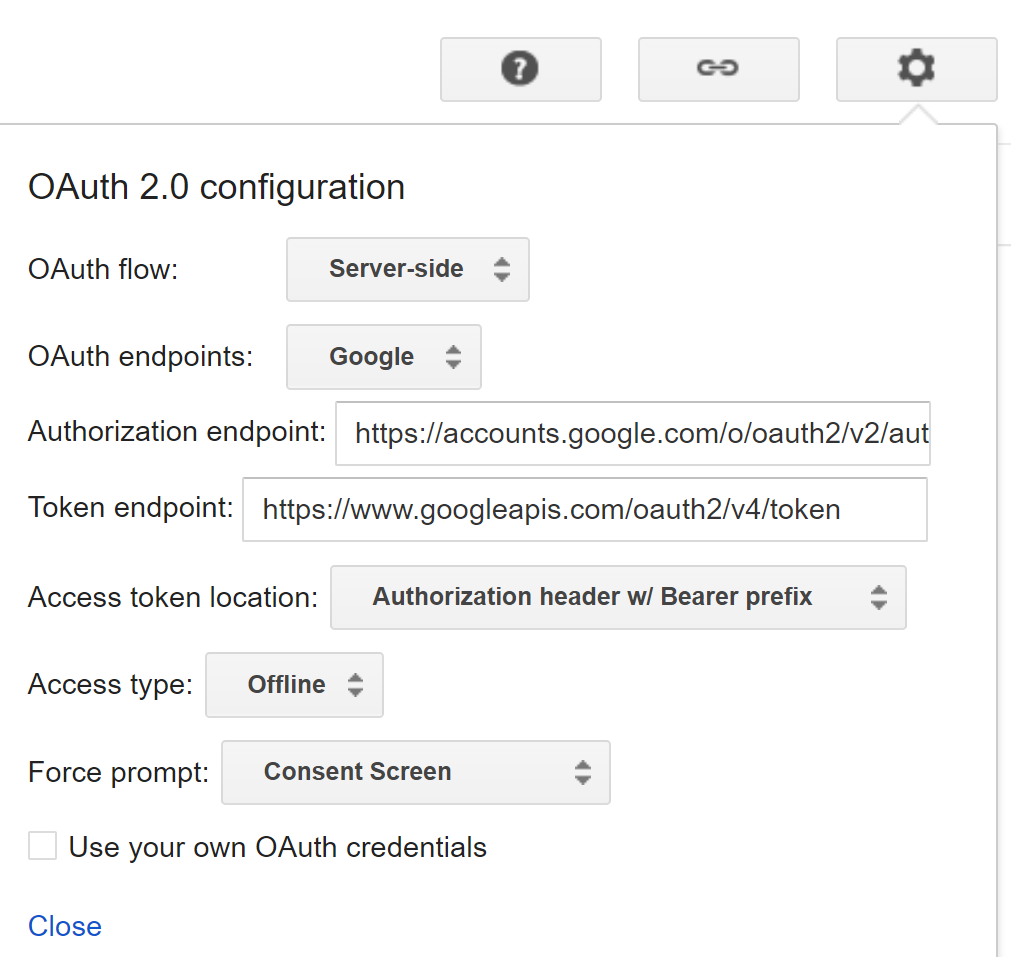 ?
OAuth 2.0 configuration
OAuth flow: Server-side
OAuth endpoints: Google
Authorization endpoint: https://accounts.google.com/o/oauth2/v2/aut
Token endpoint: https://www.googleapis.com/oauth2/v4/token
Access token location: Authorization header w/ Bearer prefix
Access type: Offline
Force prompt: Consent Screen
Use your own OAuth credentials
Close